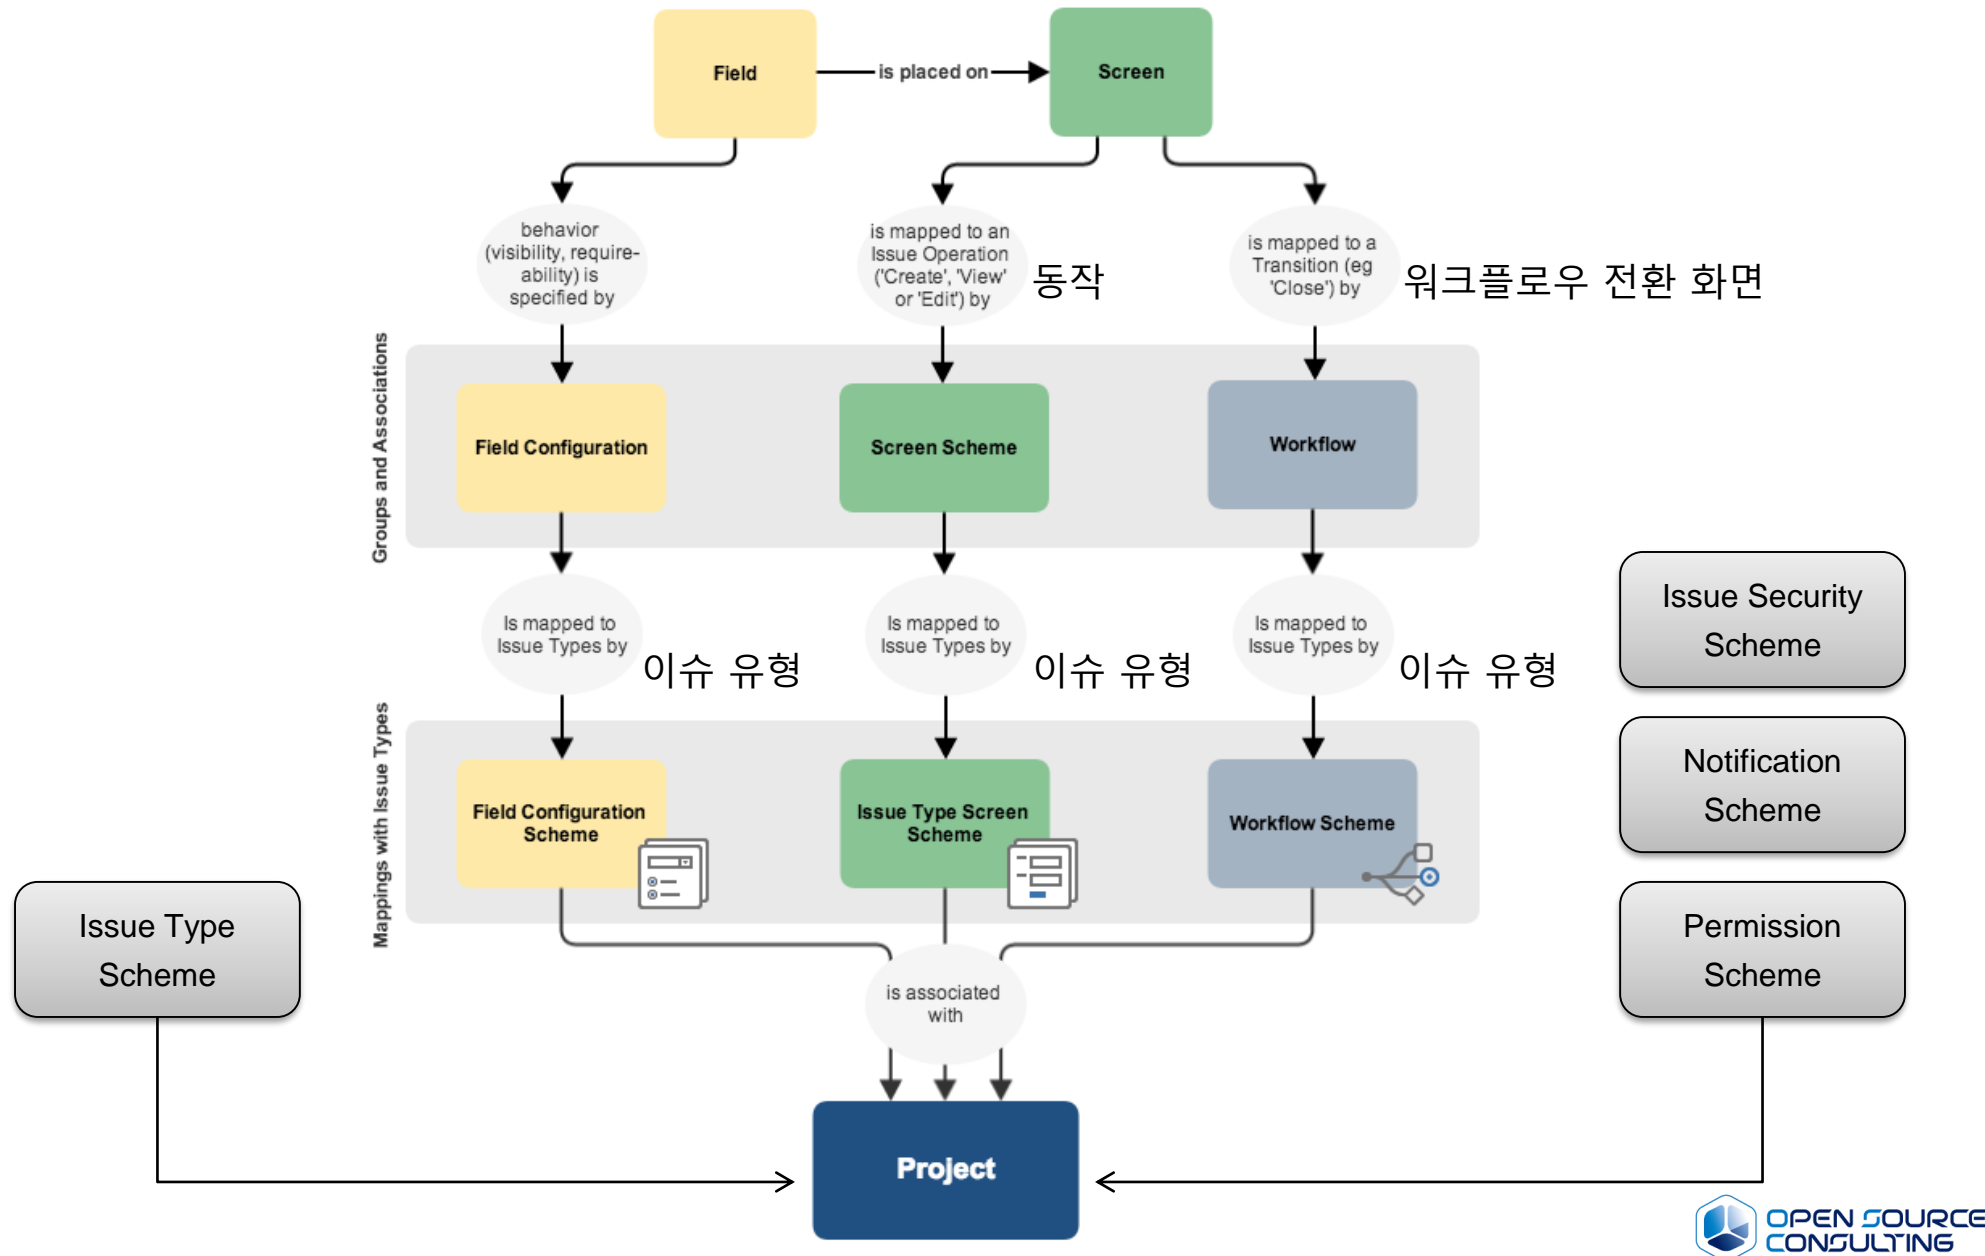 Field
is placed on
Screen
behavior
(visibility, require-
ability) is
specified by
is mapped to an
Issue Operation
('Create', 'View'
or 'Edit') by
동작
is mapped to a
Transition (eg
'Close') by
워크플로우 전환 화면
Groups and Associations
Field Configuration
Screen Scheme
Workflow
Is mapped to
Issue Types by
이슈 유형
Is mapped to
Issue Types by
이슈 유형
Is mapped to
Issue Types by
이슈 유형
Issue Security
Scheme
Mappings with Issue Types
Field Configuration
Scheme
Issue Type Screen
Scheme
Workflow Scheme
Notification
Scheme
Issue Type
Scheme
Permission
Scheme
is associated
with
Project
OPEN SOURCE
CONSULTING